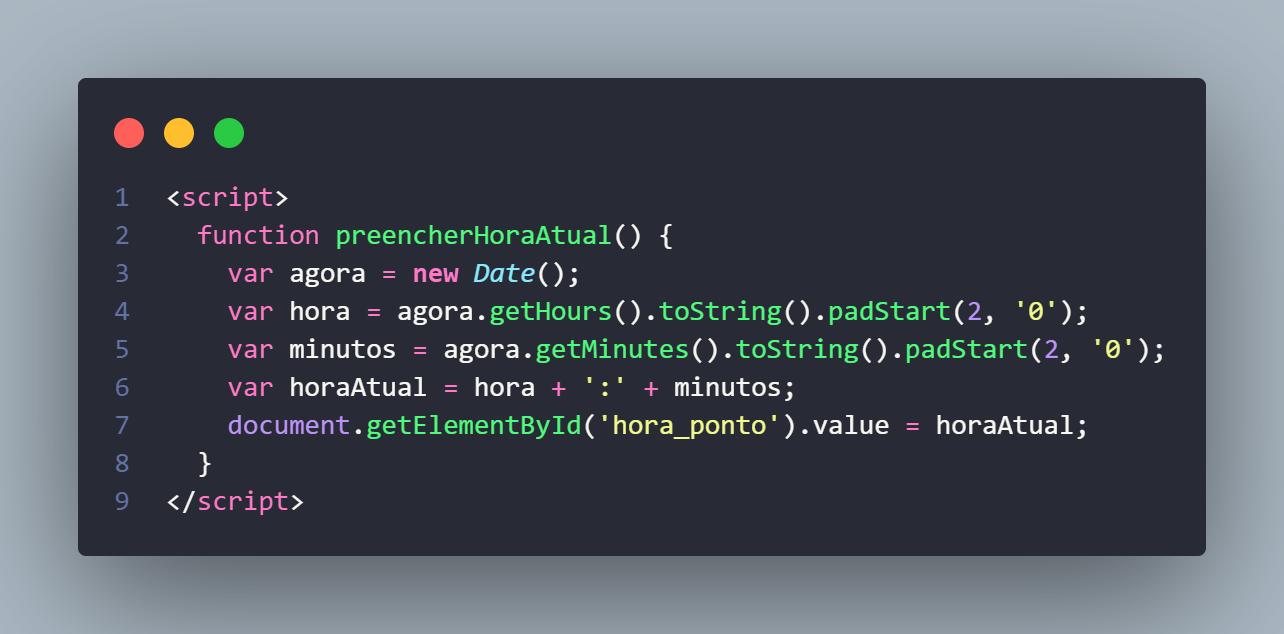 1 <script>
2   function preencherHoraAtual() {
3     var agora = new Date();
4     var hora = agora.getHours().toString().padStart(2, '0');
5     var minutos = agora.getMinutes().toString().padStart(2, '0');
6     var horaAtual = hora + ':' + minutos;
7     document.getElementById('hora_ponto').value = horaAtual;
8   }
9 </script>